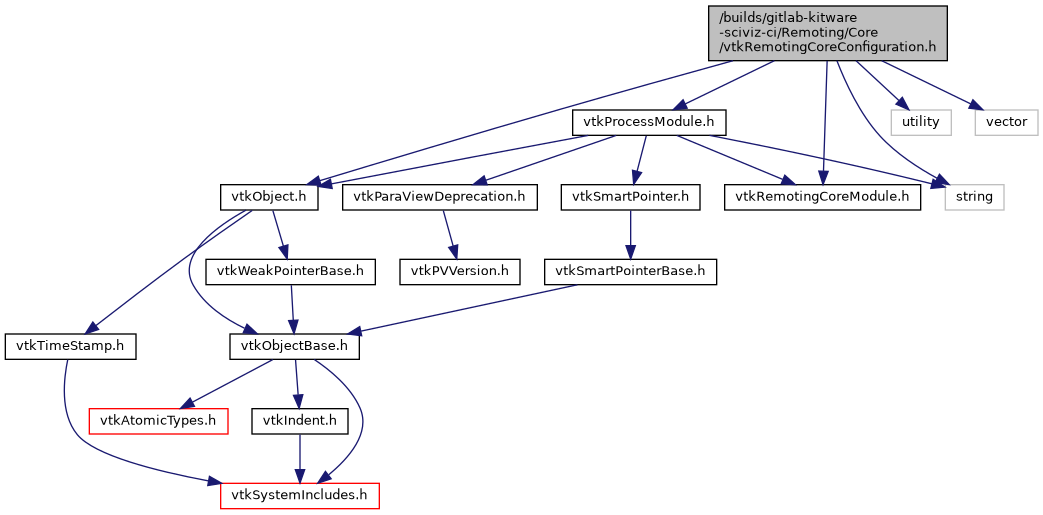 /builds/gitlab-kitware
-sciviz-ci/Remoting/Core
/vtkRemotingCoreConfiguration.h
vtkProcessModule.h
utility
vector
vtkObject.h
vtkParaViewDeprecation.h
vtkSmartPointer.h
vtkRemotingCoreModule.h
string
vtkWeakPointerBase.h
vtkPVVersion.h
vtkSmartPointerBase.h
vtkTimeStamp.h
vtkObjectBase.h
vtkAtomicTypes.h
vtkIndent.h
vtkSystemIncludes.h